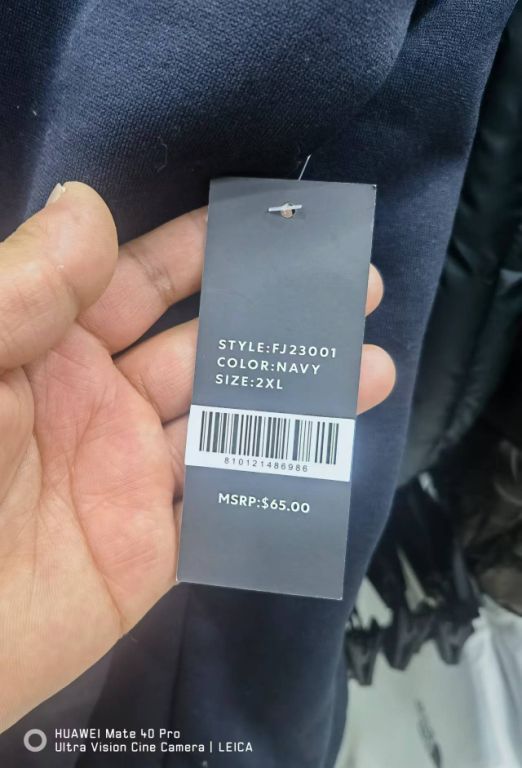 STYLE:FJ23001
COLOR:NAVY
SIZE:2XL
810121486986
MSRP:$65.00
HUAWEI Mate 40 Pro
Ultra Vision Cine Camera | LEICA